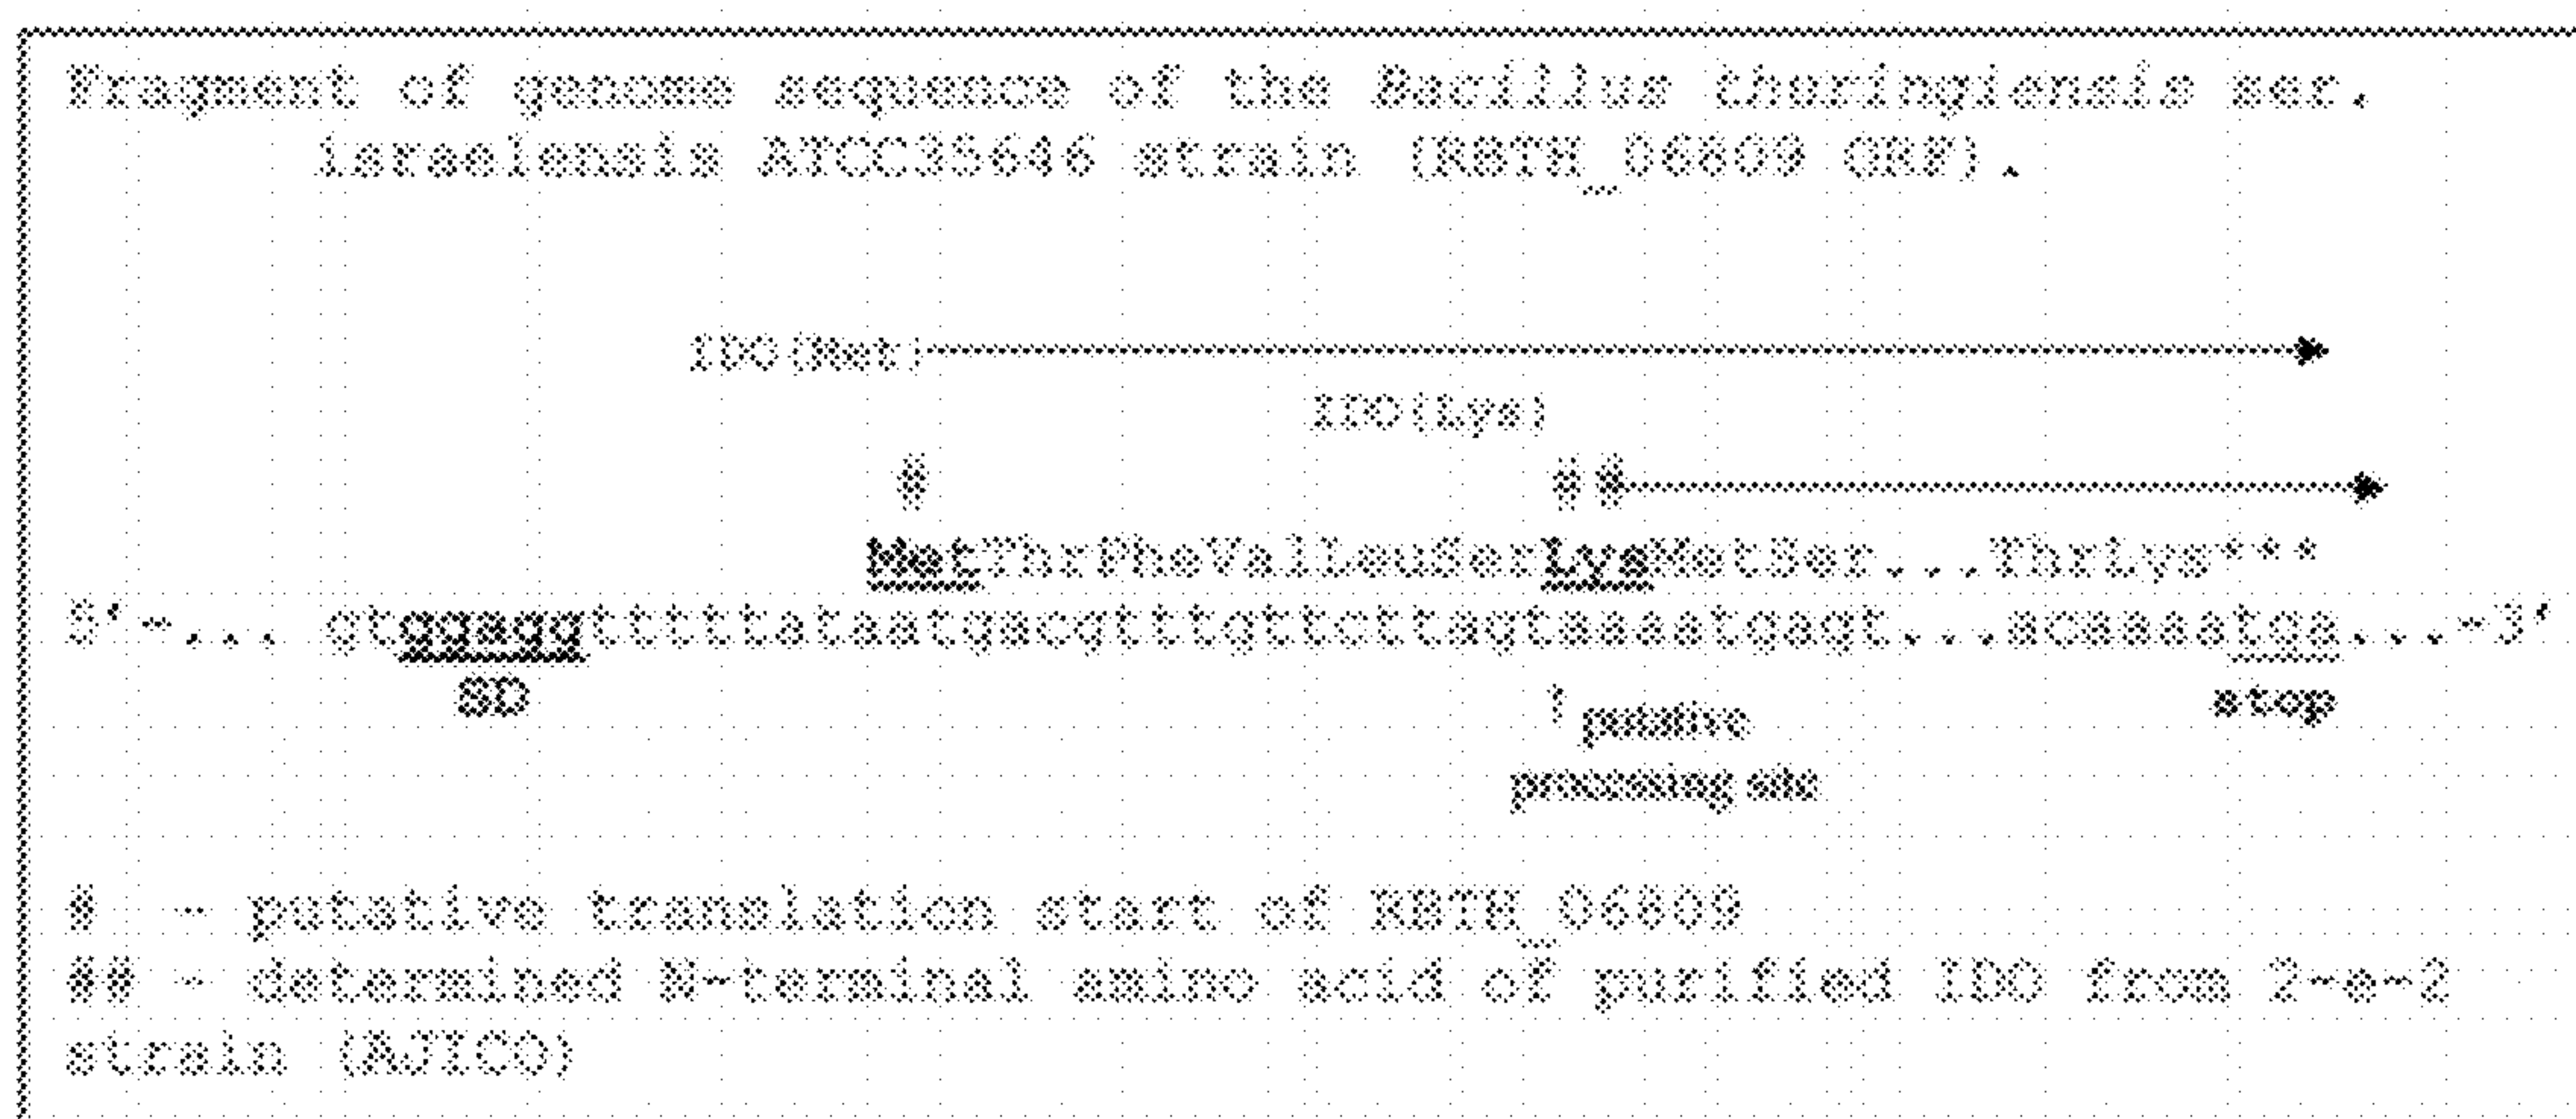 Fragment of genome sequence of the Bacillus thuringiensis ser.
israelensis ATCC35646 strain (RBTH_06809 ORF).
IDO(Met)
IDO(Lys)
# ##
MetThrPheValLeuSerLysMetSer...ThrLys***
5'-... gtggaggttttttataatgacgtttgttcttagtaaaatgagt...acaaaatga...-3'
SD ↑ putative stop
processing site
# - putative translation start of RBTH_06809
## - determined N-terminal amino acid of purified IDO from 2-e-2
strain (AJICO)